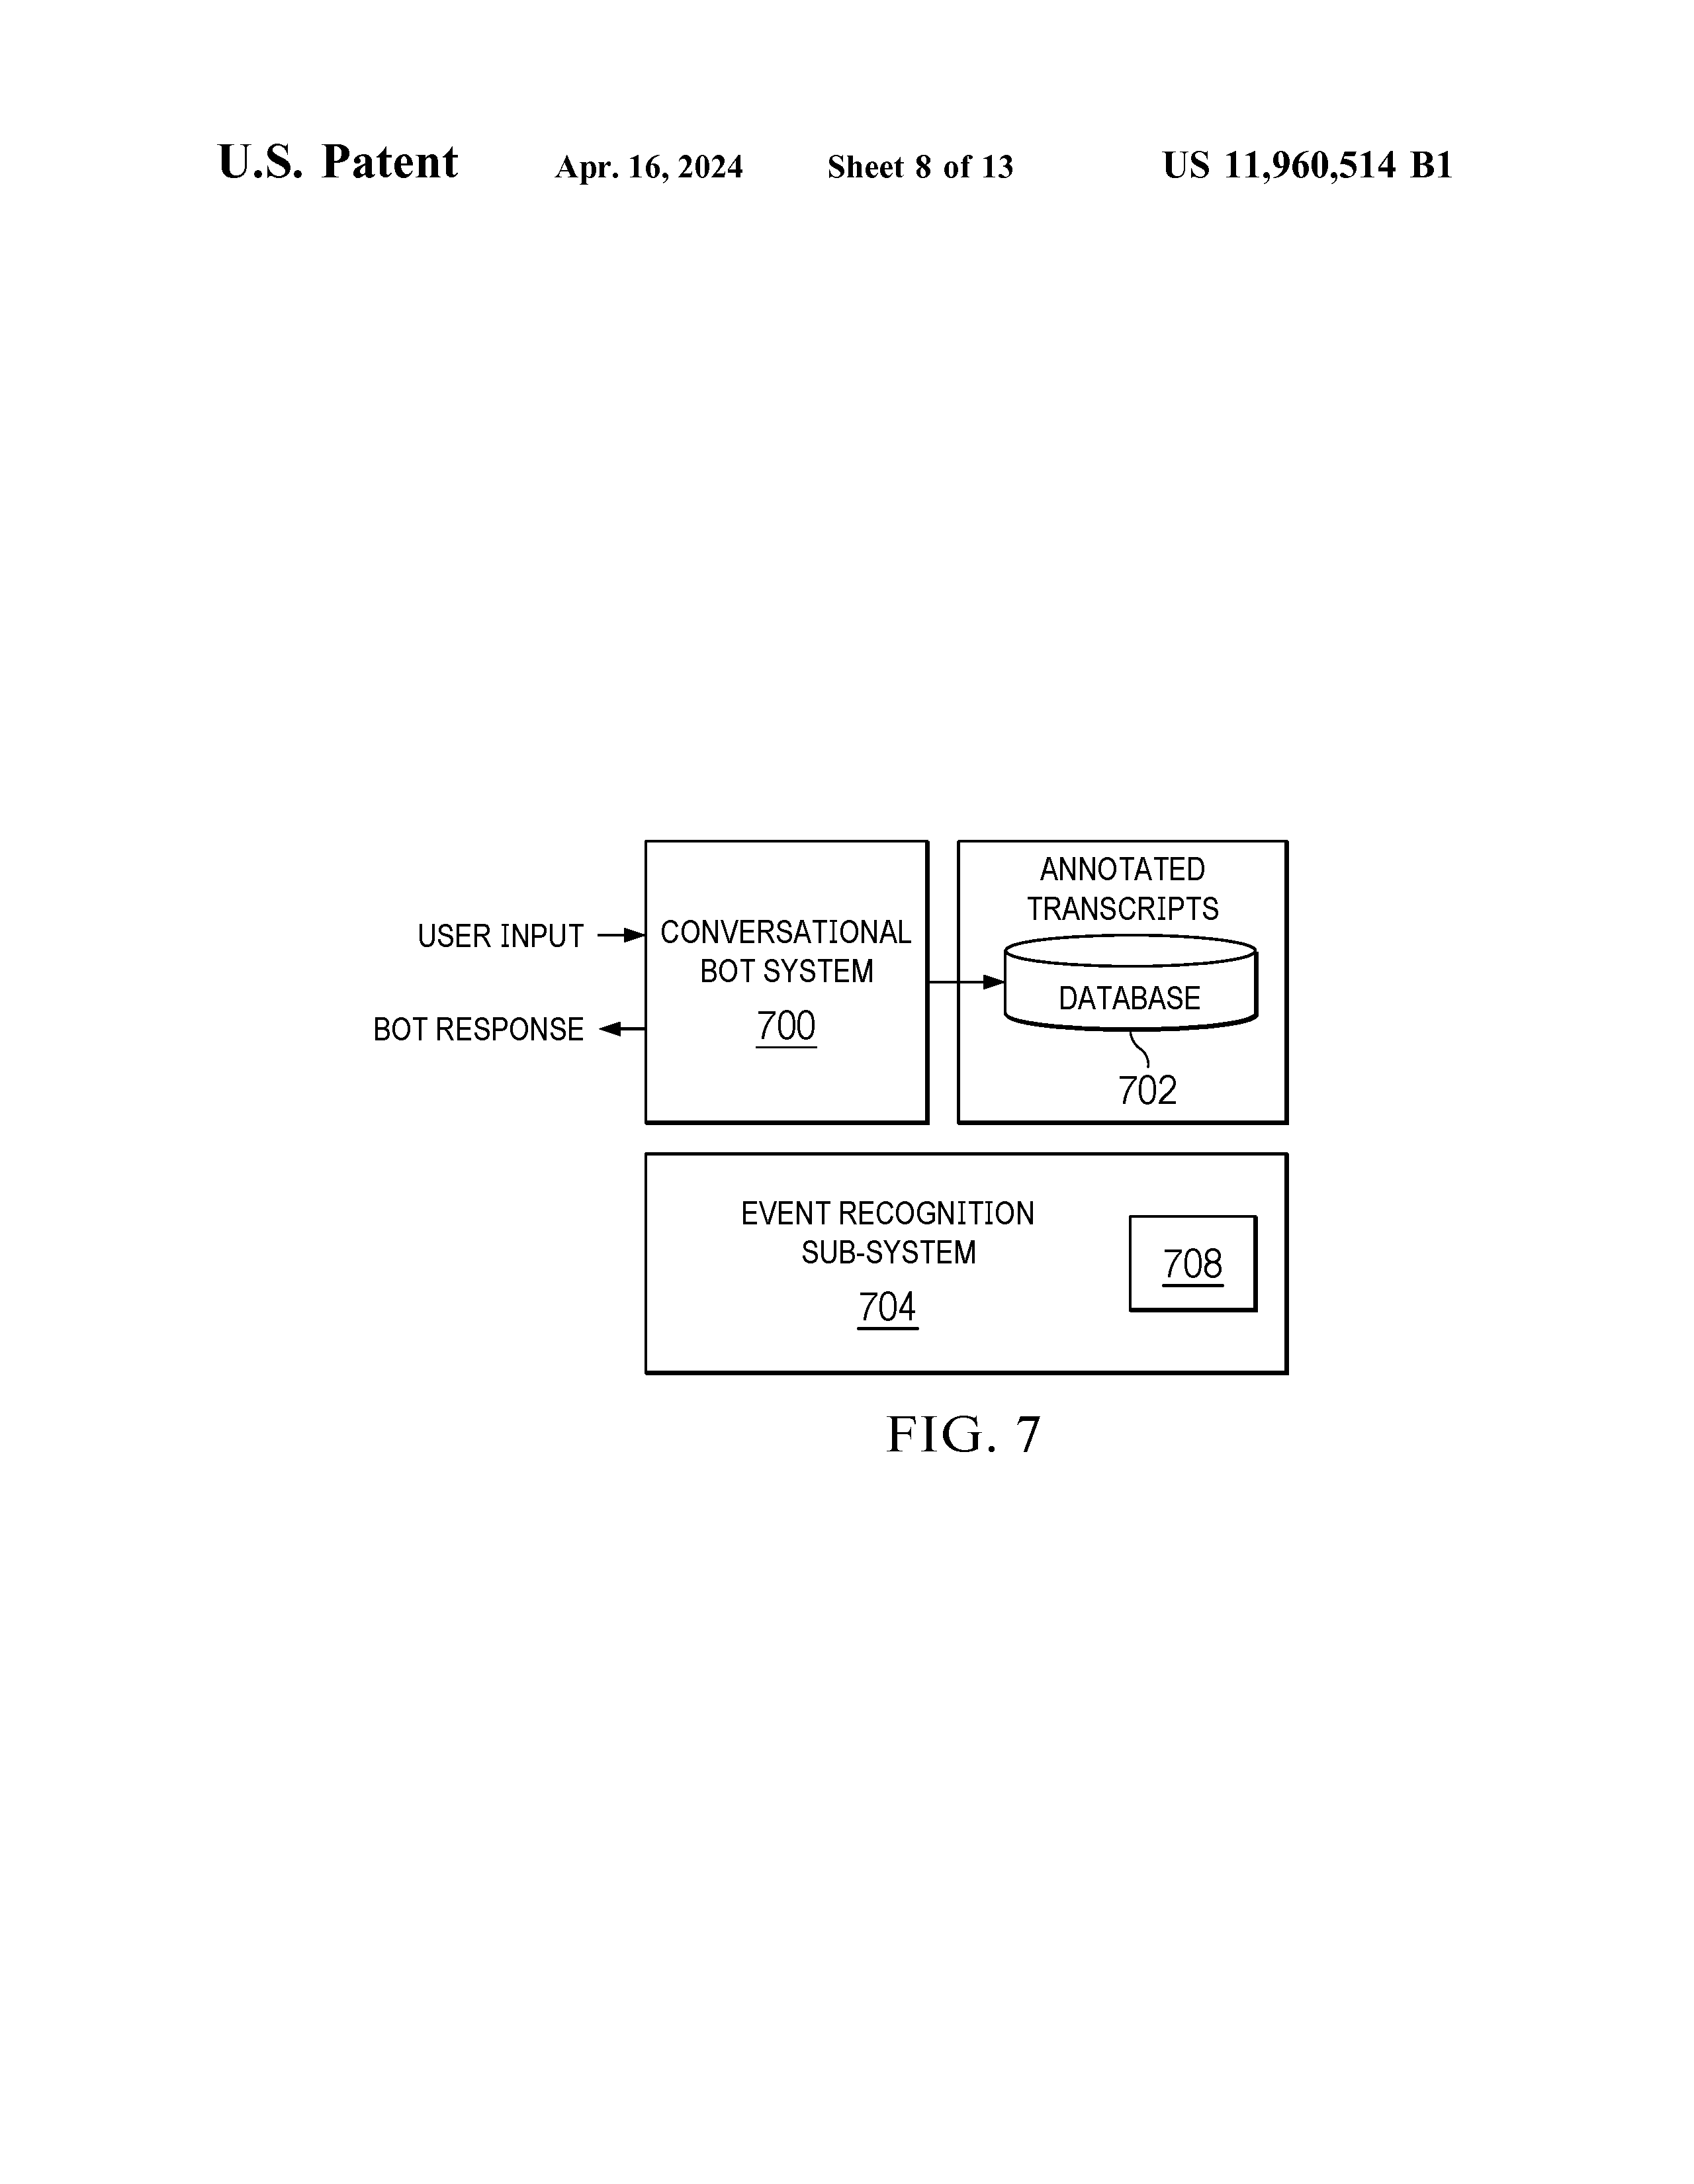 U.S. Patent Apr. 16, 2024 Sheet 8 of 13 US 11,960,514 B1
USER INPUT
BOT RESPONSE
CONVERSATIONAL
BOT SYSTEM
700
ANNOTATED
TRANSCRIPTS
DATABASE
702
EVENT RECOGNITION
SUB-SYSTEM
704
708
FIG. 7